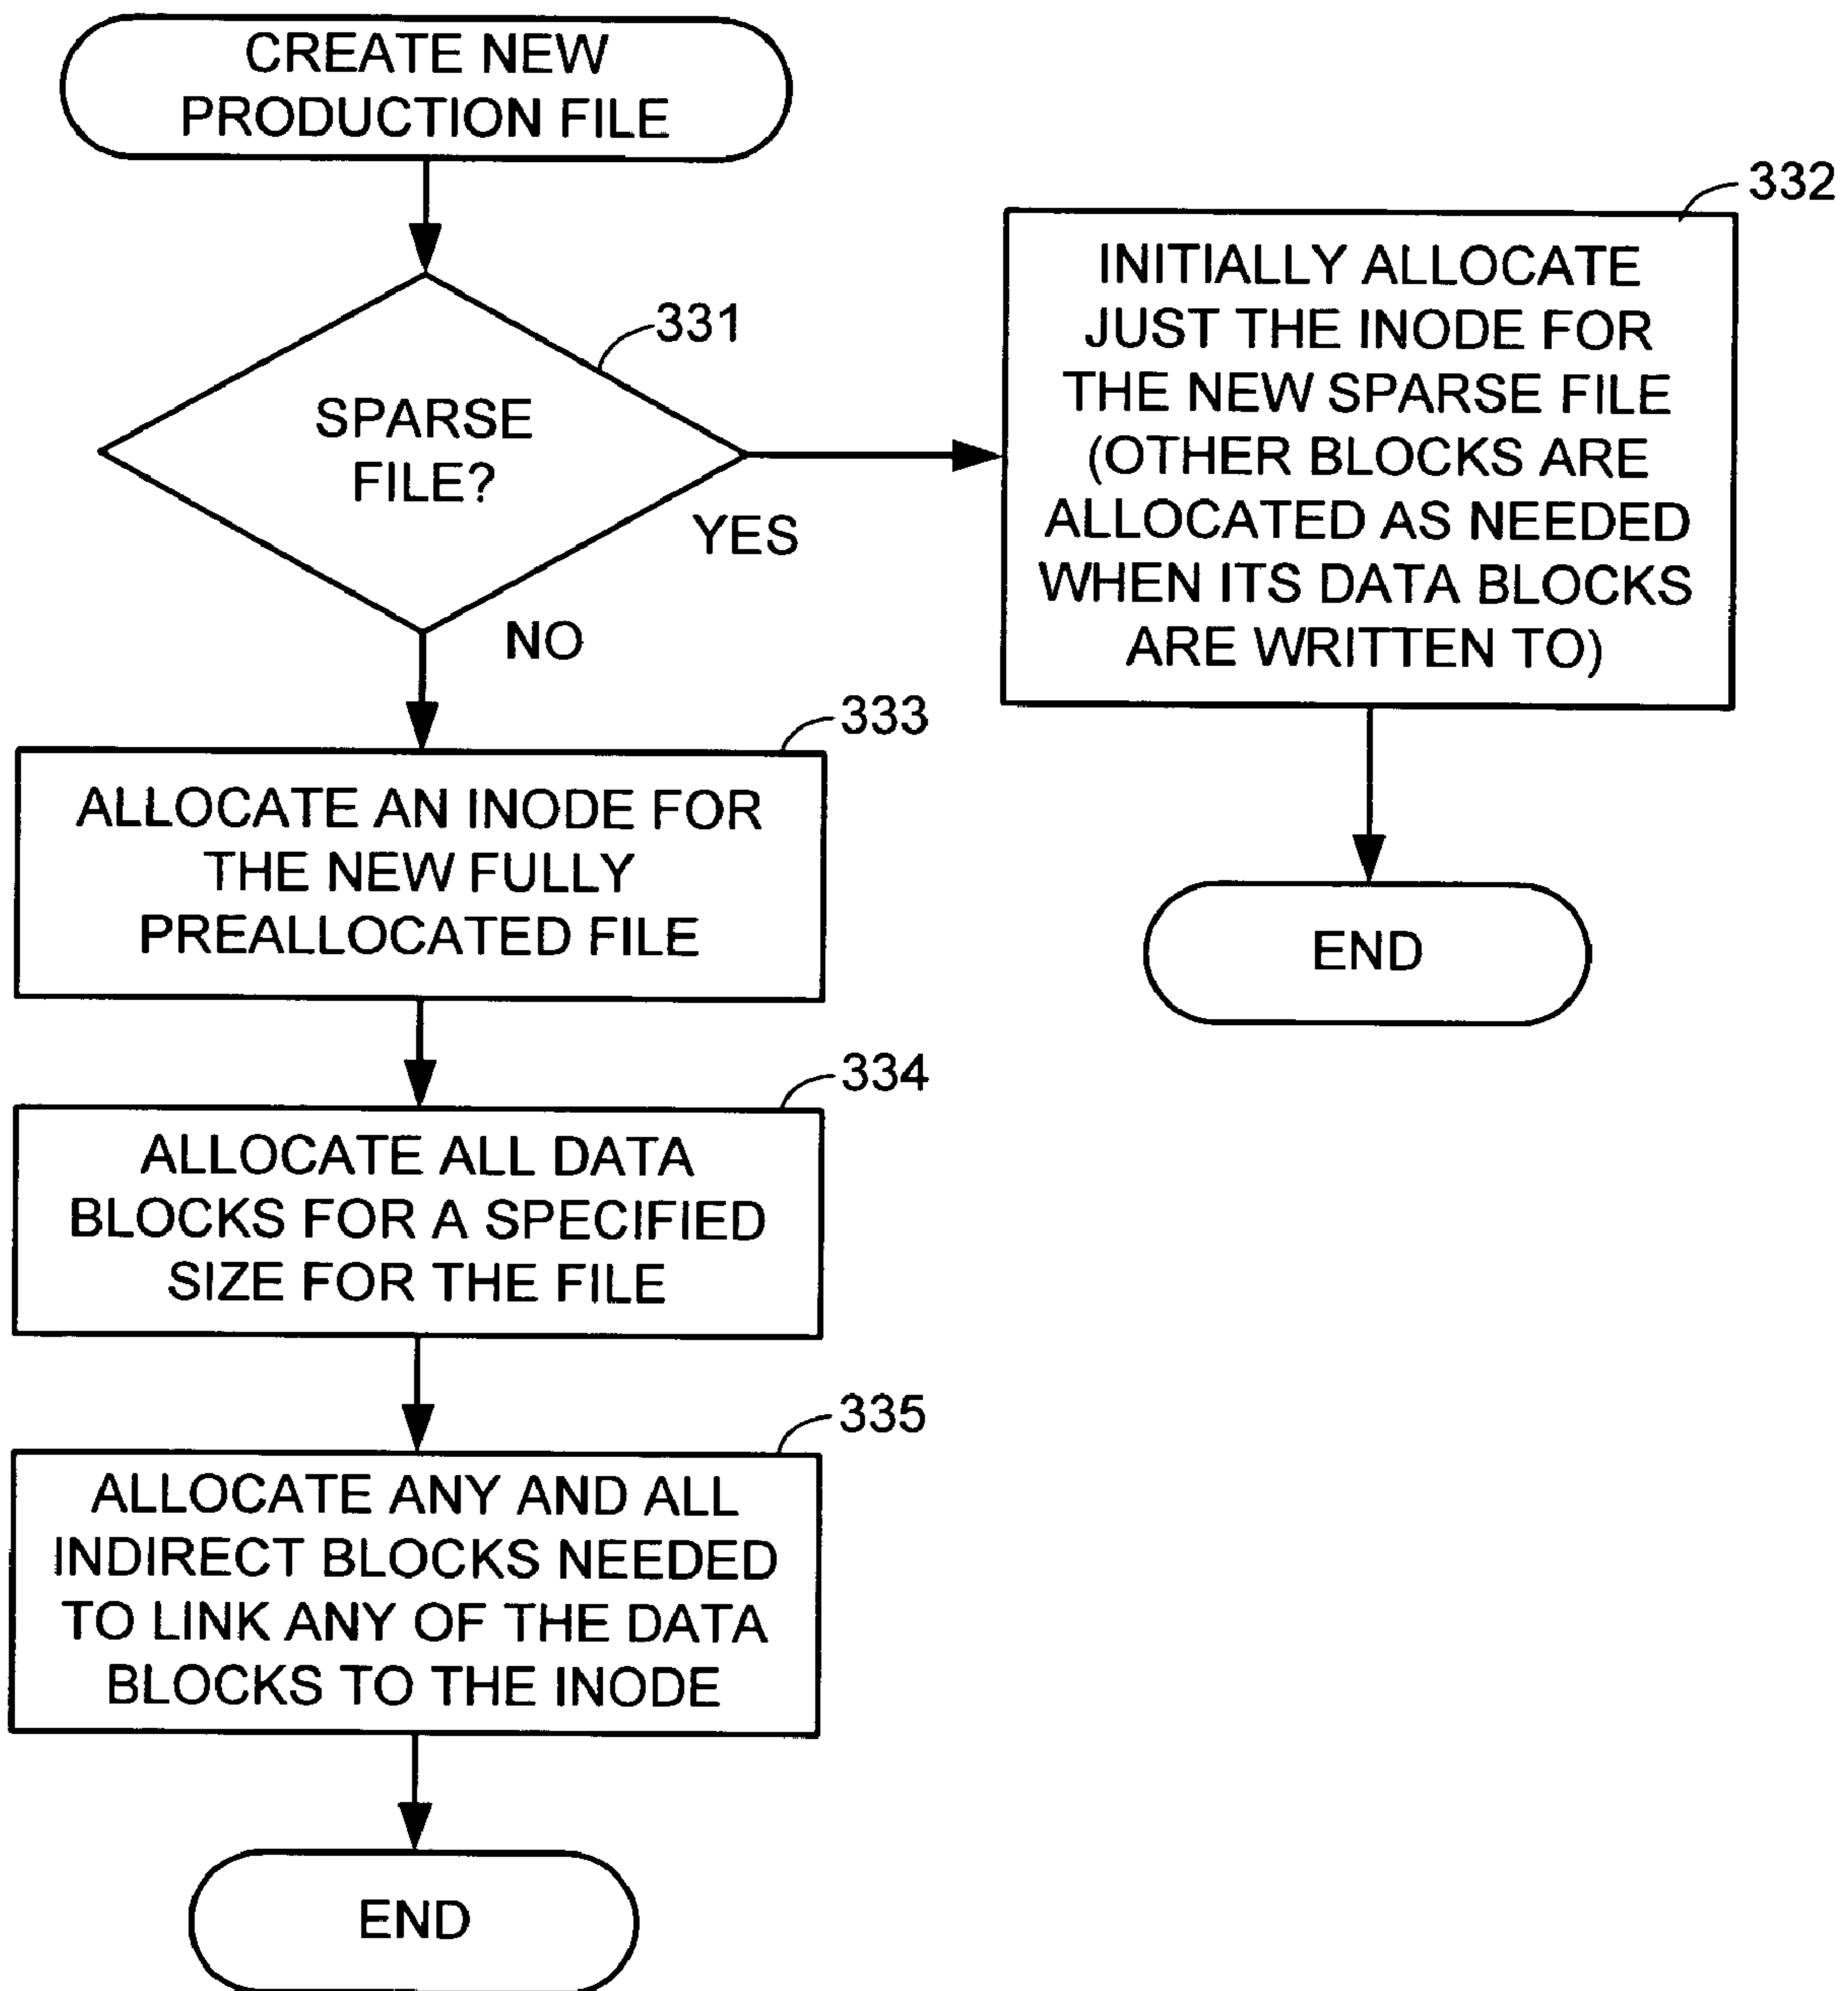 CREATE NEW
PRODUCTION FILE
331
SPARSE
FILE?
YES
NO
332
INITIALLY ALLOCATE
JUST THE INODE FOR
THE NEW SPARSE FILE
(OTHER BLOCKS ARE
ALLOCATED AS NEEDED
WHEN ITS DATA BLOCKS
ARE WRITTEN TO)
END
333
ALLOCATE AN INODE FOR
THE NEW FULLY
PREALLOCATED FILE
334
ALLOCATE ALL DATA
BLOCKS FOR A SPECIFIED
SIZE FOR THE FILE
335
ALLOCATE ANY AND ALL
INDIRECT BLOCKS NEEDED
TO LINK ANY OF THE DATA
BLOCKS TO THE INODE
END